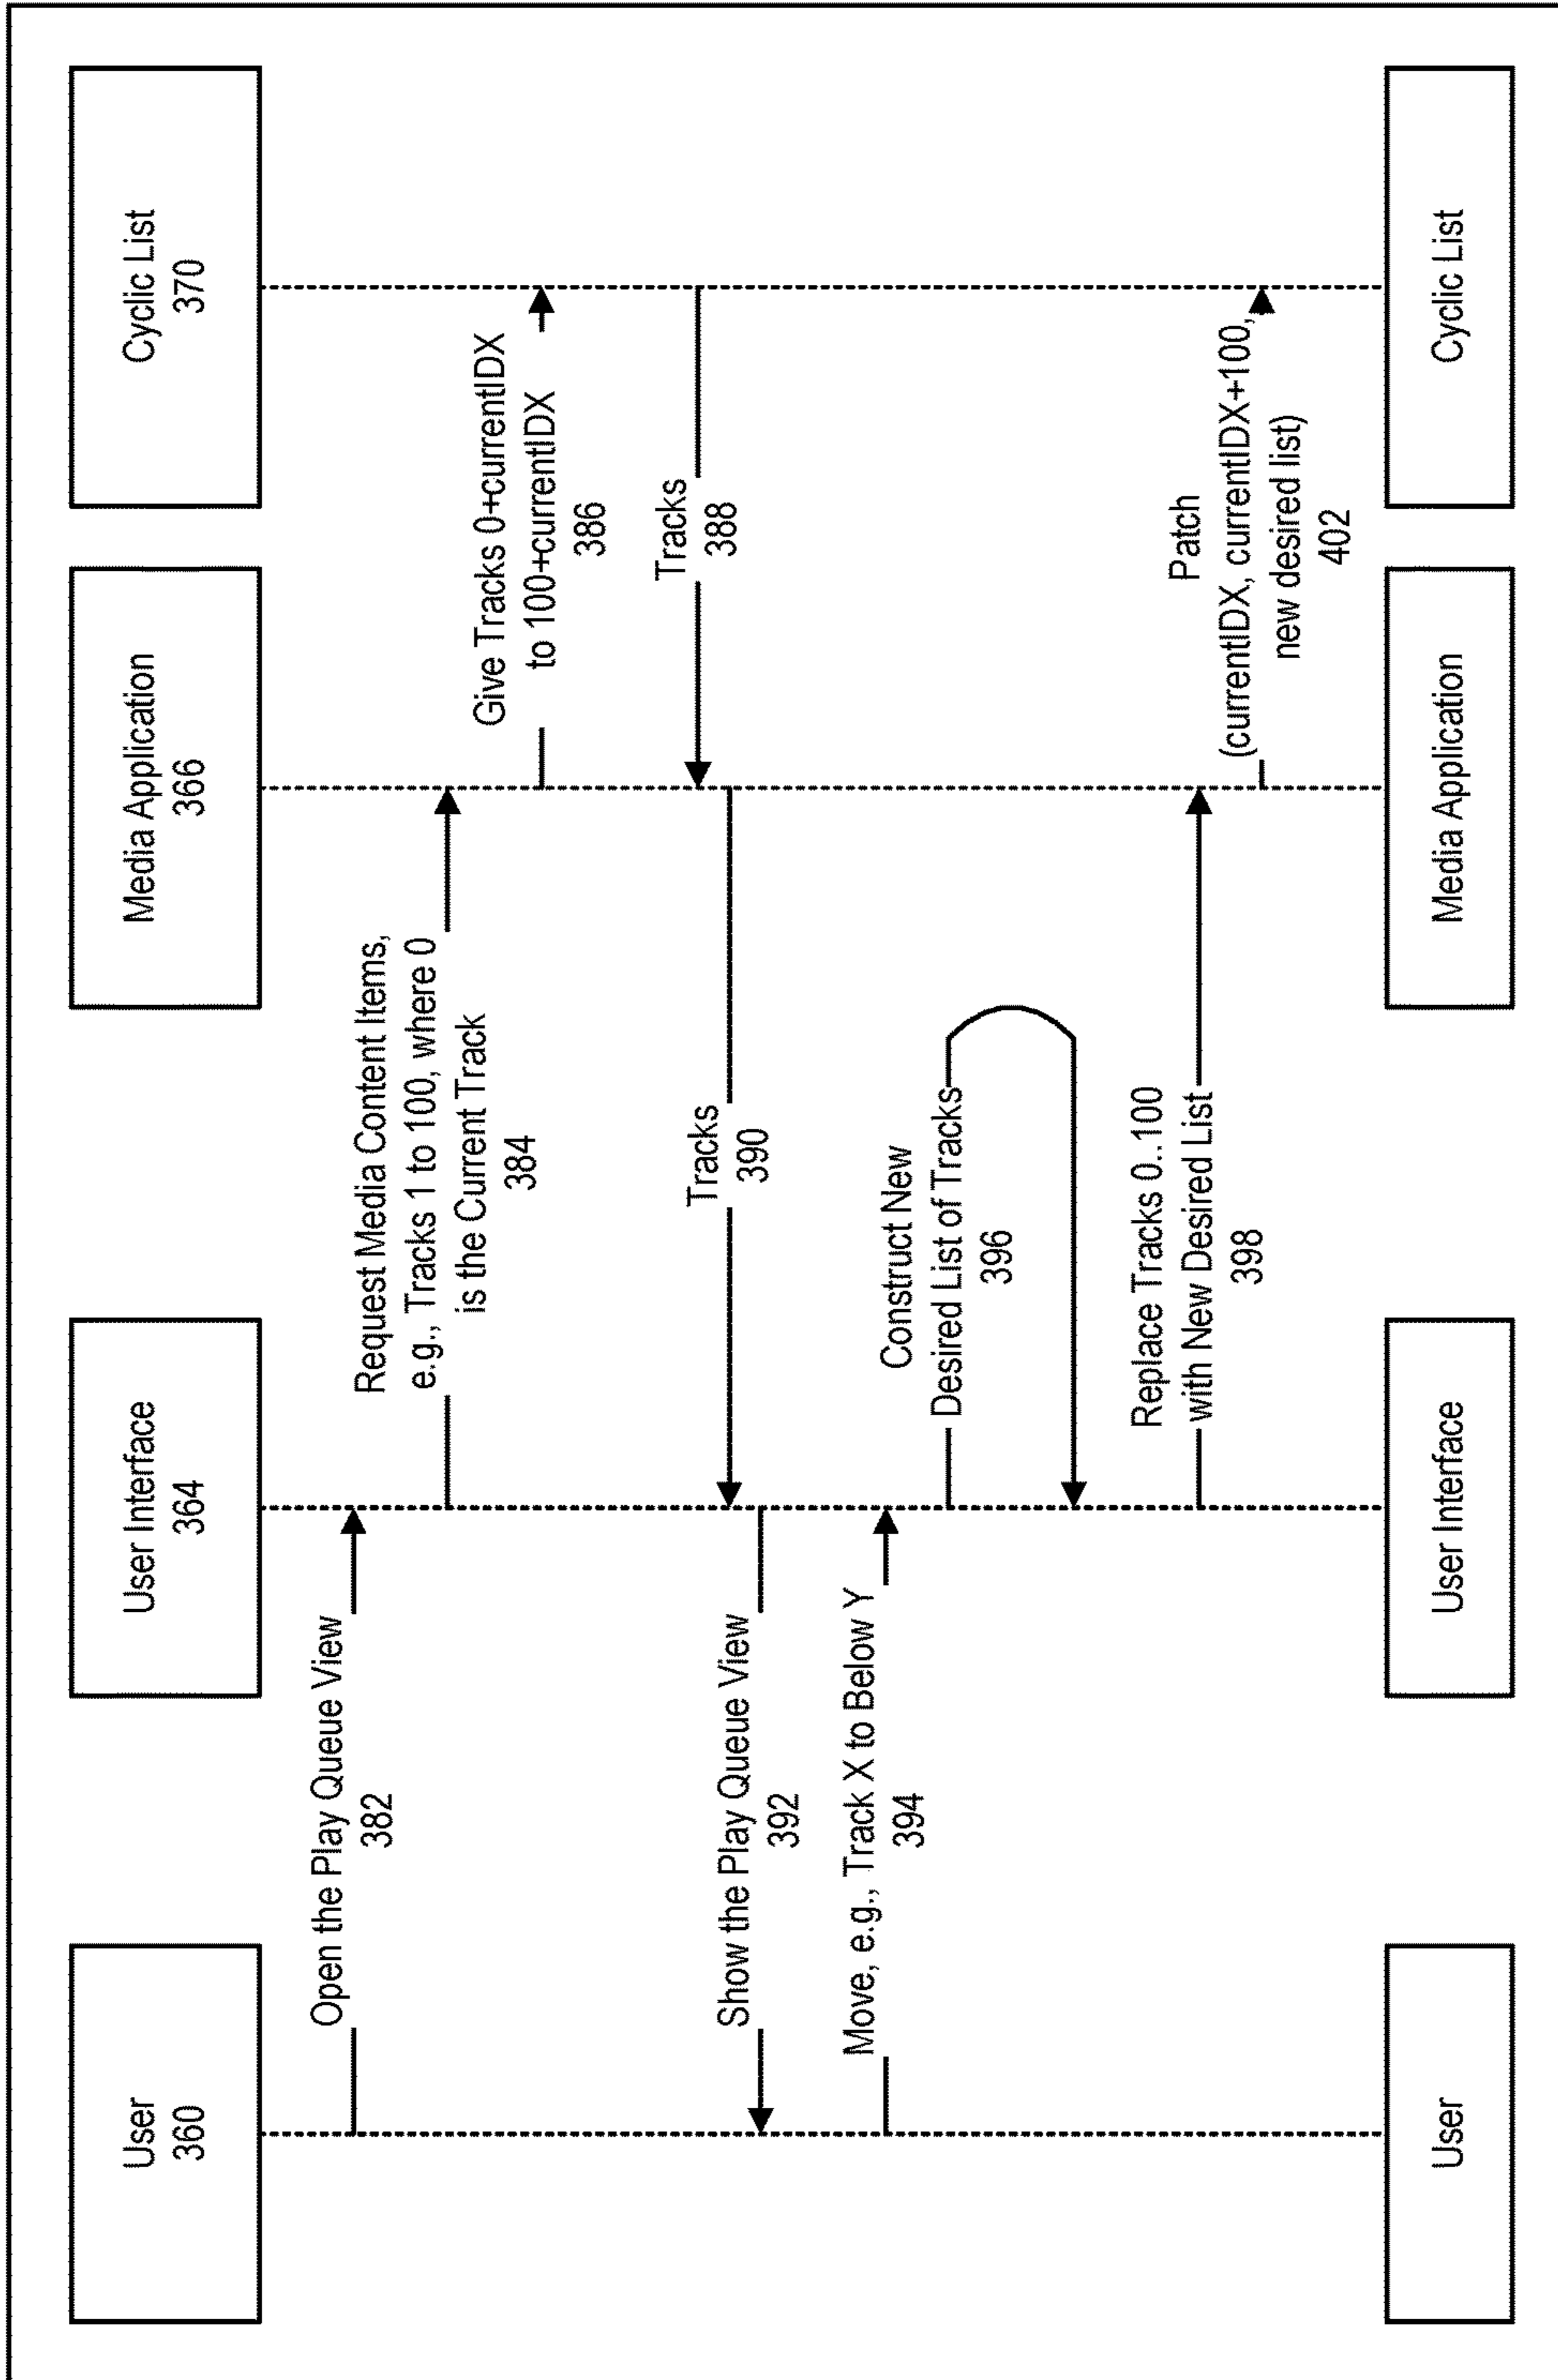 User
360
User Interface
364
Media Application
366
Cyclic List
370
Open the Play Queue View
382
Request Media Content Items,
e.g., Tracks 1 to 100, where 0
is the Current Track
384
Give Tracks 0+currentIDX
to 100+currentIDX
386
Tracks
388
Tracks
390
Show the Play Queue View
392
Move, e.g., Track X to Below Y
394
Construct New
Desired List of Tracks
396
Replace Tracks 0..100
with New Desired List
398
Patch
(currentIDX, currentIDX+100,
new desired list)
402
User
User Interface
Media Application
Cyclic List